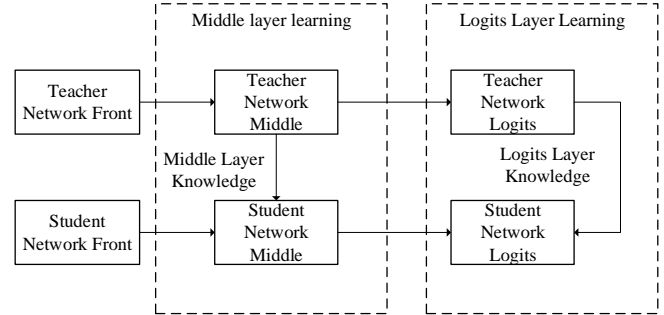 Middle layer learning
Logits Layer Learning
Teacher
Network Front
Teacher
Network
Middle
Teacher
Network
Logits
Middle Layer
Knowledge
Logits Layer
Knowledge
Student
Network Front
Student
Network
Middle
Student
Network
Logits